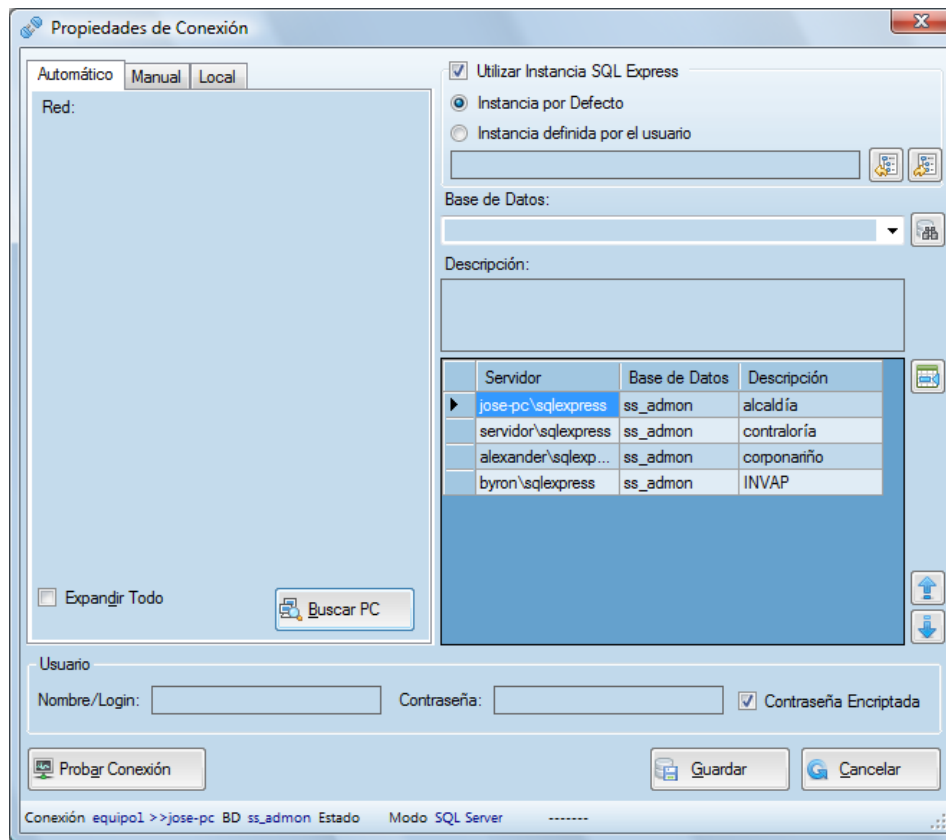 Propiedades de Conexión
Automático Manual Local
Red:
Expandir Todo
Buscar PC
Utilizar Instancia SQL Express
Instancia por Defecto
Instancia definida por el usuario
Base de Datos:
Descripción:
Servidor Base de Datos Descripción
jose-pc\sqlexpress ss_admon alcaldía
servidor\sqlexpress ss_admon contraloría
alexander\sqlexp... ss_admon corponariño
byron\sqlexpress ss_admon INVAP
Usuario
Nombre/Login: Contraseña: Contraseña Encriptada
Probar Conexión Guardar Cancelar
Conexión equipo1 >>jose-pc BD ss_admon Estado Modo SQL Server -------